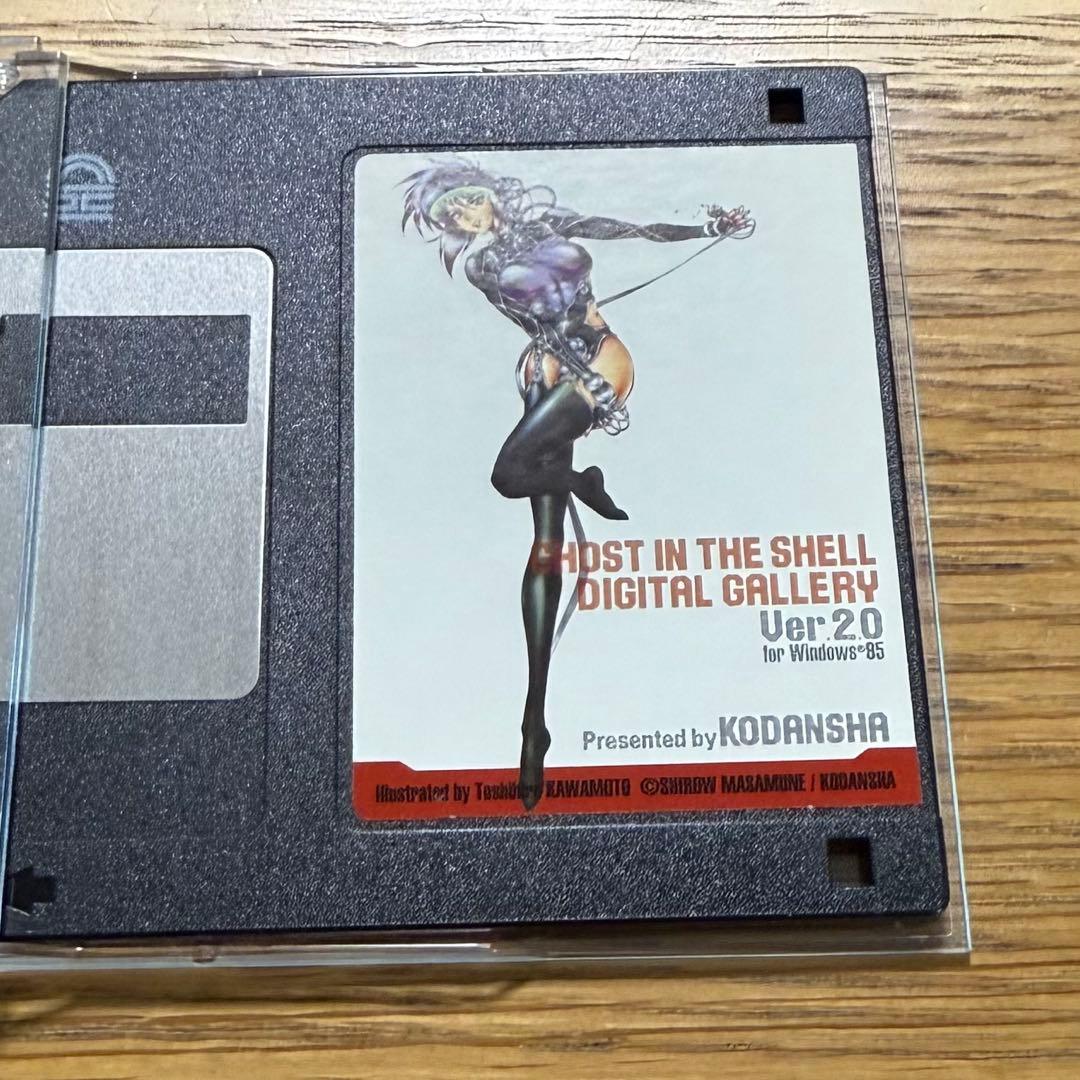 GHOST IN THE SHELL
DIGITAL GALLERY
Ver.2.0
for Windows®95
Presented by KODANSHA
Illustrated by Toshihiro KAWAMOTO ©SHIROW MASAMUNE / KODANSHA